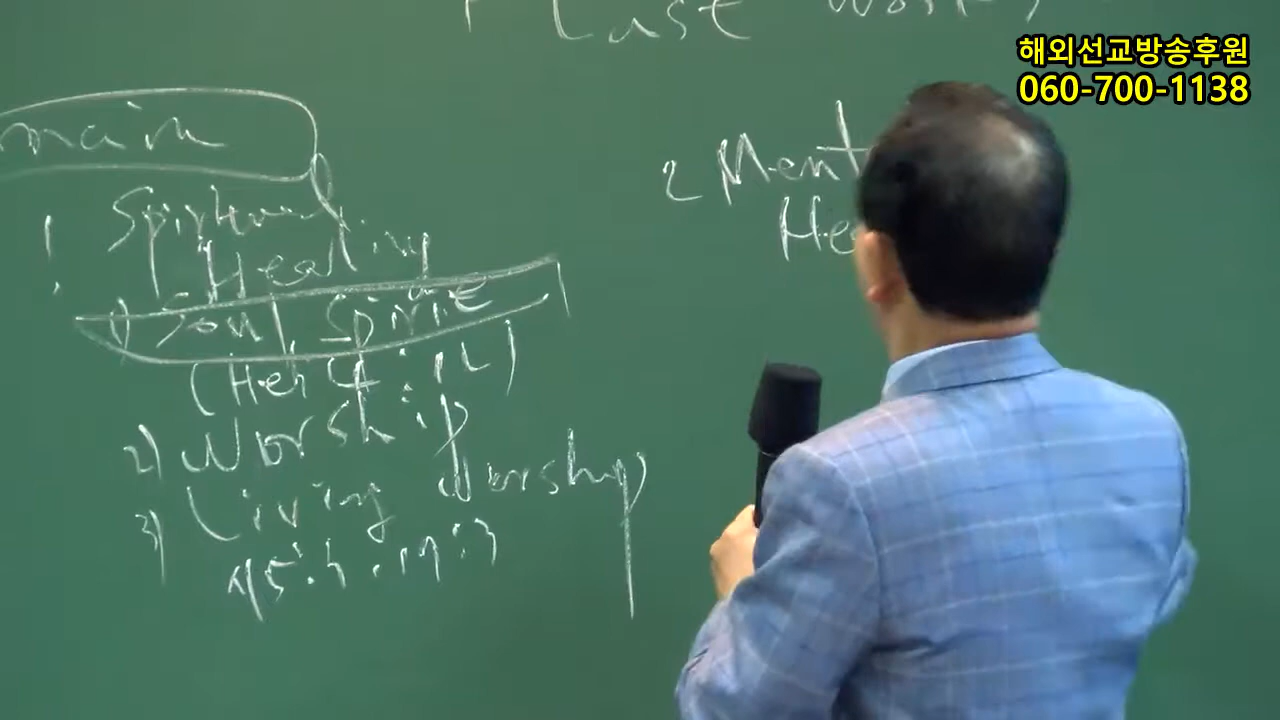 Last
해외선교방송후원
060-700-1138
main
1. Spiritual
Healing
1) Soul Spirit
2) Worship
3) Living Worship
2 Ment
He